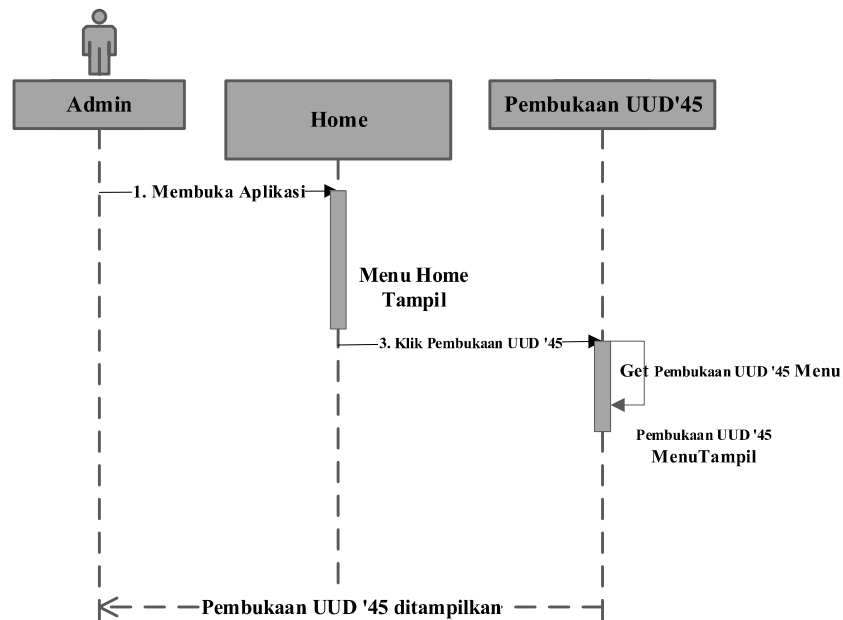 Admin
Home
Pembukaan UUD'45
1. Membuka Aplikasi
Menu Home
Tampil
3. Klik Pembukaan UUD '45
Get Pembukaan UUD '45 Menu
Pembukaan UUD '45
MenuTampil
Pembukaan UUD '45 ditampilkan